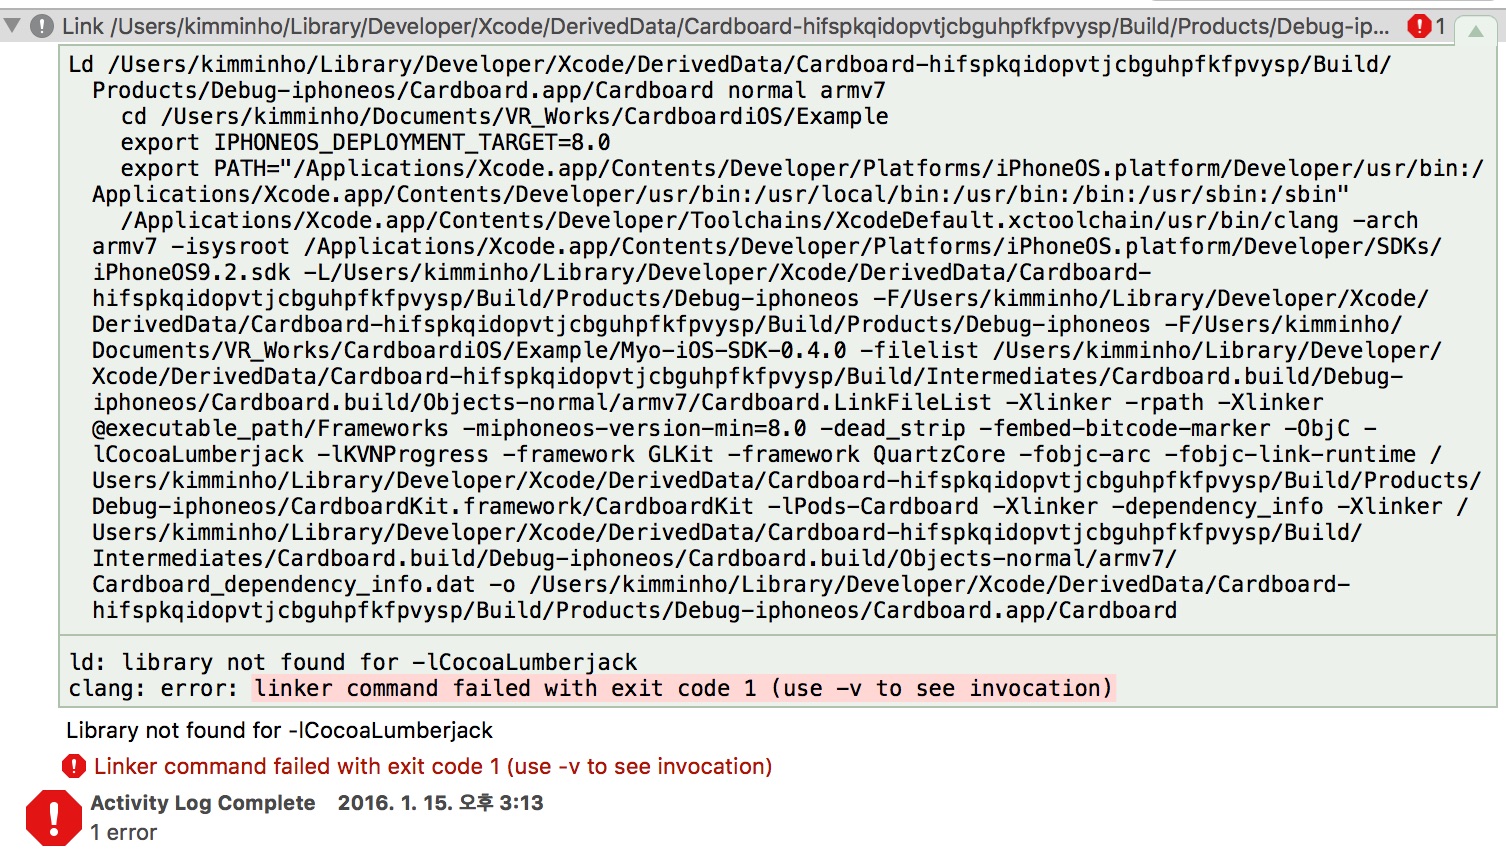 Link /Users/kimminho/Library/Developer/Xcode/DerivedData/Cardboard-hifspkqidopvtjcbguhpfkfpvysp/Build/Products/Debug-ip... 1
Ld /Users/kimminho/Library/Developer/Xcode/DerivedData/Cardboard-hifspkqidopvtjcbguhpfkfpvysp/Build/
Products/Debug-iphoneos/Cardboard.app/Cardboard normal armv7
cd /Users/kimminho/Documents/VR_Works/CardboardiOS/Example
export IPHONEOS_DEPLOYMENT_TARGET=8.0
export PATH="/Applications/Xcode.app/Contents/Developer/Platforms/iPhoneOS.platform/Developer/usr/bin:/
Applications/Xcode.app/Contents/Developer/usr/bin:/usr/local/bin:/usr/bin:/bin:/usr/sbin:/sbin"
/Applications/Xcode.app/Contents/Developer/Toolchains/XcodeDefault.xctoolchain/usr/bin/clang -arch
armv7 -isysroot /Applications/Xcode.app/Contents/Developer/Platforms/iPhoneOS.platform/Developer/SDKs/
iPhoneOS9.2.sdk -L/Users/kimminho/Library/Developer/Xcode/DerivedData/Cardboard-
hifspkqidopvtjcbguhpfkfpvysp/Build/Products/Debug-iphoneos -F/Users/kimminho/Library/Developer/Xcode/
DerivedData/Cardboard-hifspkqidopvtjcbguhpfkfpvysp/Build/Products/Debug-iphoneos -F/Users/kimminho/
Documents/VR_Works/CardboardiOS/Example/Myo-iOS-SDK-0.4.0 -filelist /Users/kimminho/Library/Developer/
Xcode/DerivedData/Cardboard-hifspkqidopvtjcbguhpfkfpvysp/Build/Intermediates/Cardboard.build/Debug-
iphoneos/Cardboard.build/Objects-normal/armv7/Cardboard.LinkFileList -Xlinker -rpath -Xlinker
@executable_path/Frameworks -miphoneos-version-min=8.0 -dead_strip -fembed-bitcode-marker -ObjC -
lCocoaLumberjack -lKVNProgress -framework GLKit -framework QuartzCore -fobjc-arc -fobjc-link-runtime /
Users/kimminho/Library/Developer/Xcode/DerivedData/Cardboard-hifspkqidopvtjcbguhpfkfpvysp/Build/Products/
Debug-iphoneos/CardboardKit.framework/CardboardKit -lPods-Cardboard -Xlinker -dependency_info -Xlinker /
Users/kimminho/Library/Developer/Xcode/DerivedData/Cardboard-hifspkqidopvtjcbguhpfkfpvysp/Build/
Intermediates/Cardboard.build/Debug-iphoneos/Cardboard.build/Objects-normal/armv7/
Cardboard_dependency_info.dat -o /Users/kimminho/Library/Developer/Xcode/DerivedData/Cardboard-
hifspkqidopvtjcbguhpfkfpvysp/Build/Products/Debug-iphoneos/Cardboard.app/Cardboard
ld: library not found for -lCocoaLumberjack
clang: error: linker command failed with exit code 1 (use -v to see invocation)
Library not found for -lCocoaLumberjack
Linker command failed with exit code 1 (use -v to see invocation)
Activity Log Complete 2016. 1. 15. 오후 3:13
1 error